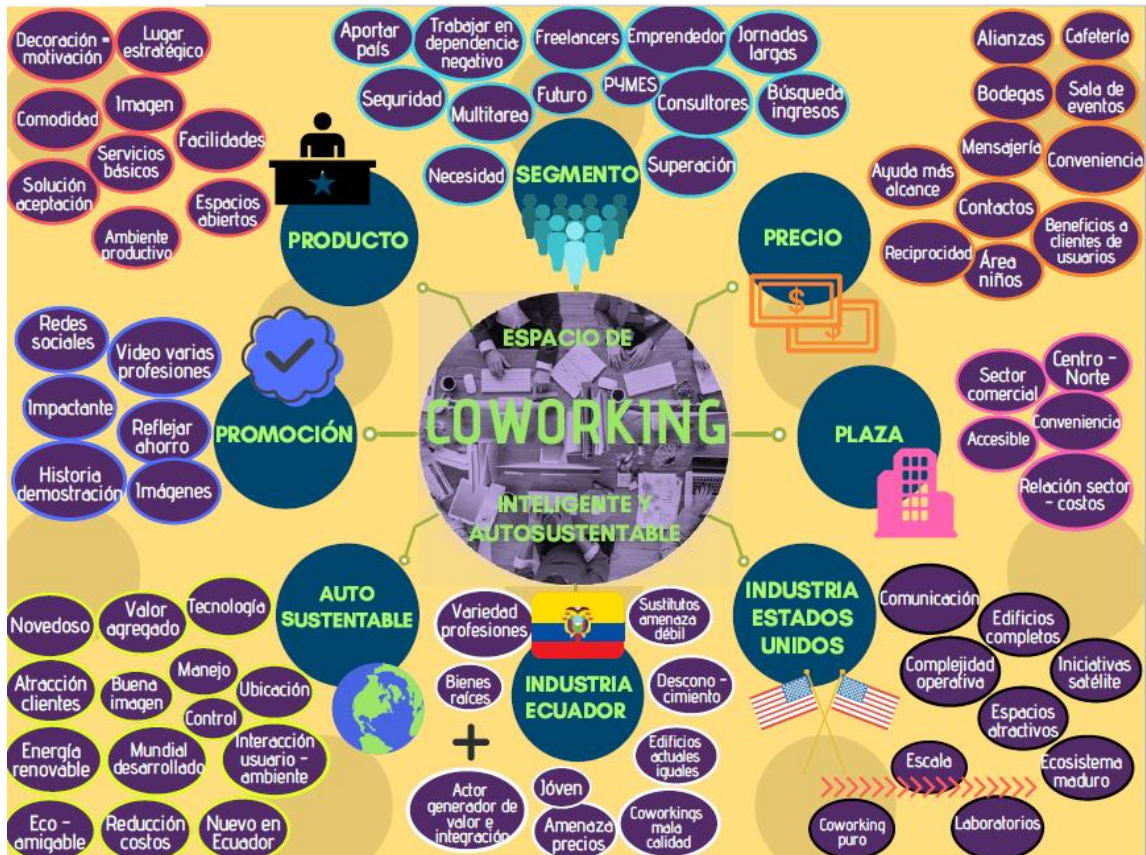 Decoración =
motivación
Lugar
estratégico
Comodidad
Imagen
Facilidades
Servicios
básicos
Solución
aceptación
Espacios
abiertos
Ambiente
productivo
PRODUCTO
Aportar
país
Trabajar en
dependencia:
negativo
Freelancers
Emprendedor
Jornadas
largas
Seguridad
Multitarea
Futuro
PYMES
Consultores
Búsqueda
ingresos
Necesidad
Superación
SEGMENTO
Alianzas
Cafetería
Bodegas
Sala de
eventos
Mensajería
Conveniencia
Ayuda más
alcance
Contactos
Beneficios a
clientes de
usuarios
Reciprocidad
Área
niños
PRECIO
$
$
ESPACIO DE
COWORKING
INTELIGENTE Y
AUTOSUSTENTABLE
Redes
sociales
Video varias
profesiones
Impactante
Reflejar
ahorro
Historia
demostración
Imágenes
PROMOCIÓN
PLAZA
Sector
comercial
Centro -
Norte
Accesible
Conveniencia
Relación sector
- costos
AUTO
SUSTENTABLE
Novedoso
Valor
agregado
Tecnología
Atracción
clientes
Buena
imagen
Manejo
Ubicación
Control
Energía
renovable
Mundial
desarrollado
Interacción
usuario -
ambiente
Eco -
amigable
Reducción
costos
Nuevo en
Ecuador
Variedad
profesiones
Sustitutos
amenaza
débil
Bienes
raíces
INDUSTRIA
ECUADOR
Descono -
cimiento
+
Edificios
actuales
iguales
Actor
generador de
valor e
integración
Jóven
Amenaza
precios
Coworkings
mala
calidad
INDUSTRIA
ESTADOS
UNIDOS
Comunicación
Edificios
completos
Complejidad
operativa
Iniciativas
satélite
Espacios
atractivos
Escala
Ecosistema
maduro
Coworking
puro
Laboratorios